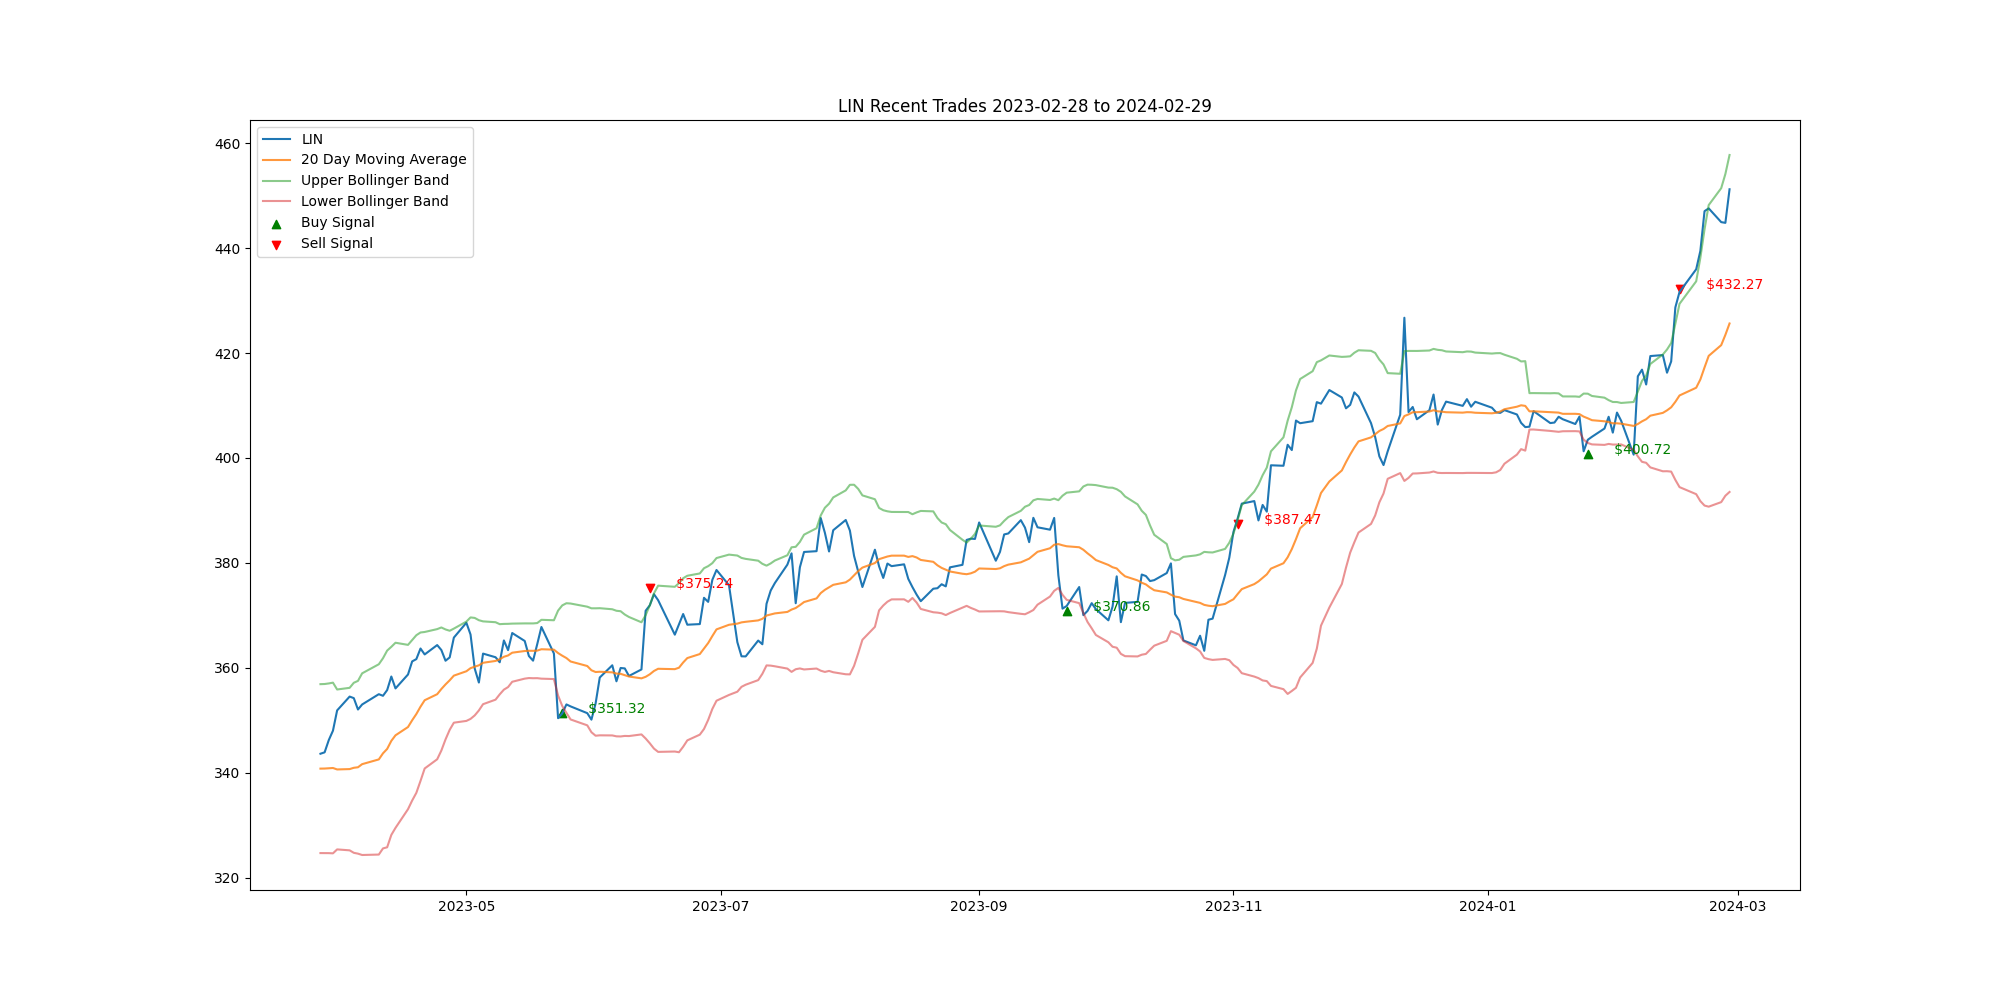 LIN Recent Trades 2023-02-28 to 2024-02-29
LIN
20 Day Moving Average
Upper Bollinger Band
Lower Bollinger Band
Buy Signal
Sell Signal
460
440
420
400
380
360
340
320
$432.27
$400.72
$387.47
$375.24
$370.86
$351.32
2023-05
2023-07
2023-09
2023-11
2024-01
2024-03